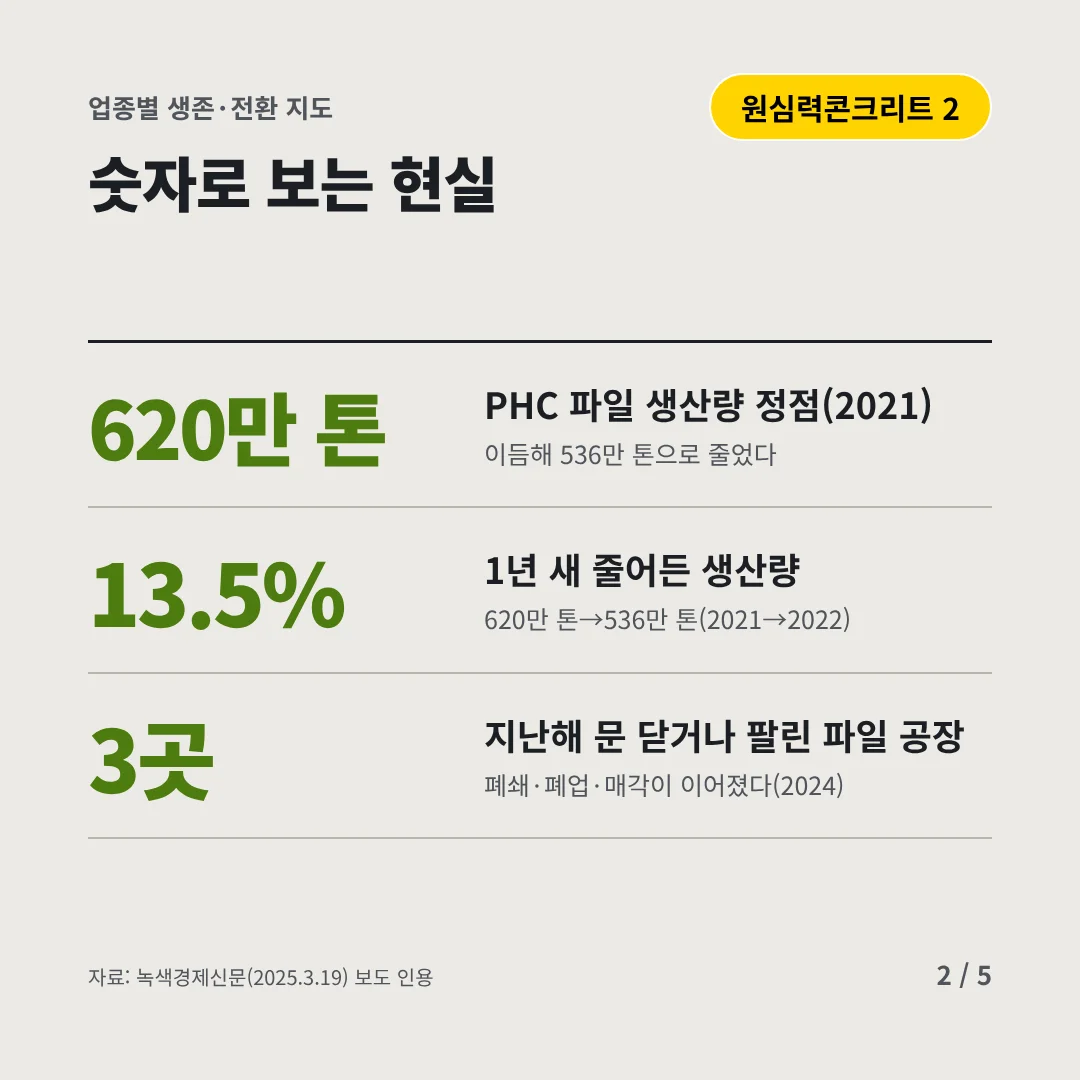 업종별 생존·전환 지도
원심력콘크리트 2
숫자로 보는 현실
620만 톤
PHC 파일 생산량 정점(2021)
이듬해 536만 톤으로 줄었다
13.5%
1년 새 줄어든 생산량
620만 톤→536만 톤(2021→2022)
3곳
지난해 문 닫거나 팔린 파일 공장
폐쇄·폐업·매각이 이어졌다(2024)
자료: 녹색경제신문(2025.3.19) 보도 인용
2 / 5